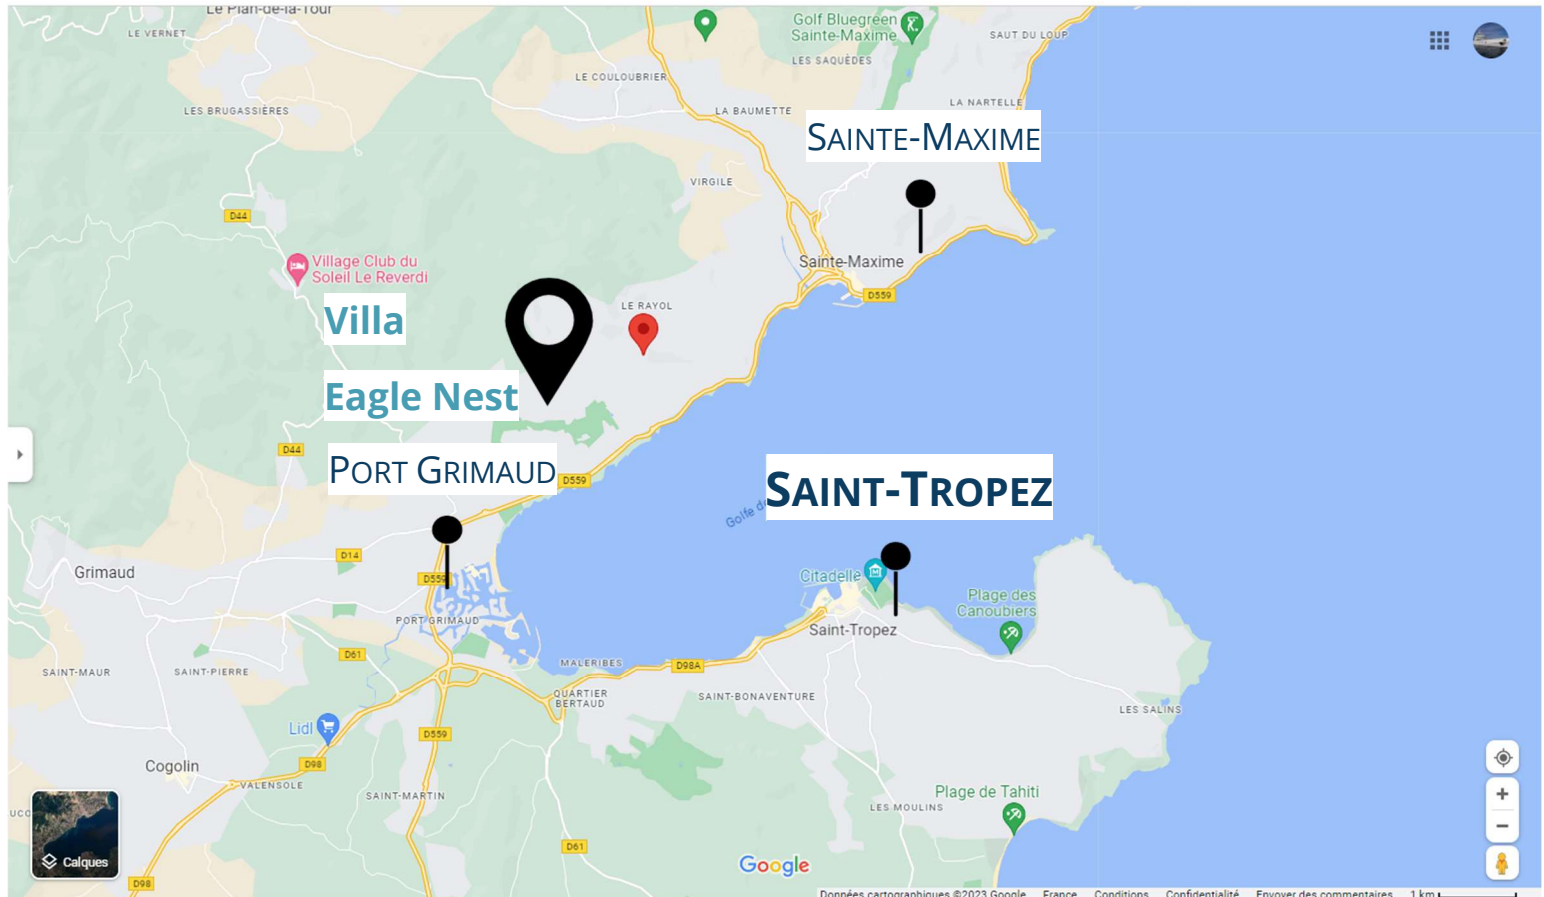 Le Plan-de-la-Tour
LE VERNET
Golf Bluegreen
Sainte-Maxime
SAUT DU LOUP
LES SAQUÈDES
LE COULOUBRIER
LES BRUGASSIÈRES
LA BAUMETTE
LA NARTELLE
SAINTE-MAXIME
VIRGILE
D44
Village Club du
Soleil Le Reverdi
Sainte-Maxime
D559
LE RAYOL
Villa
Eagle Nest
D44
PORT GRIMAUD
D559
SAINT-TROPEZ
Golfe de
D14
Grimaud
D559
Citadelle
Plage des
Canoubiers
PORT GRIMAUD
Saint-Tropez
D61
MALERIBES
D98A
SAINT-MAUR
SAINT-PIERRE
QUARTIER
BERTAUD
SAINT-BONAVENTURE
LES SALINS
Lidl
D559
D98
Cogolin
VALENSOLE
SAINT-MARTIN
Plage de Tahiti
LES MOULINS
D61
Calques
Google
D98
Données cartographiques ©2023 Google France Conditions Confidentialité Envoyer des commentaires 1 km